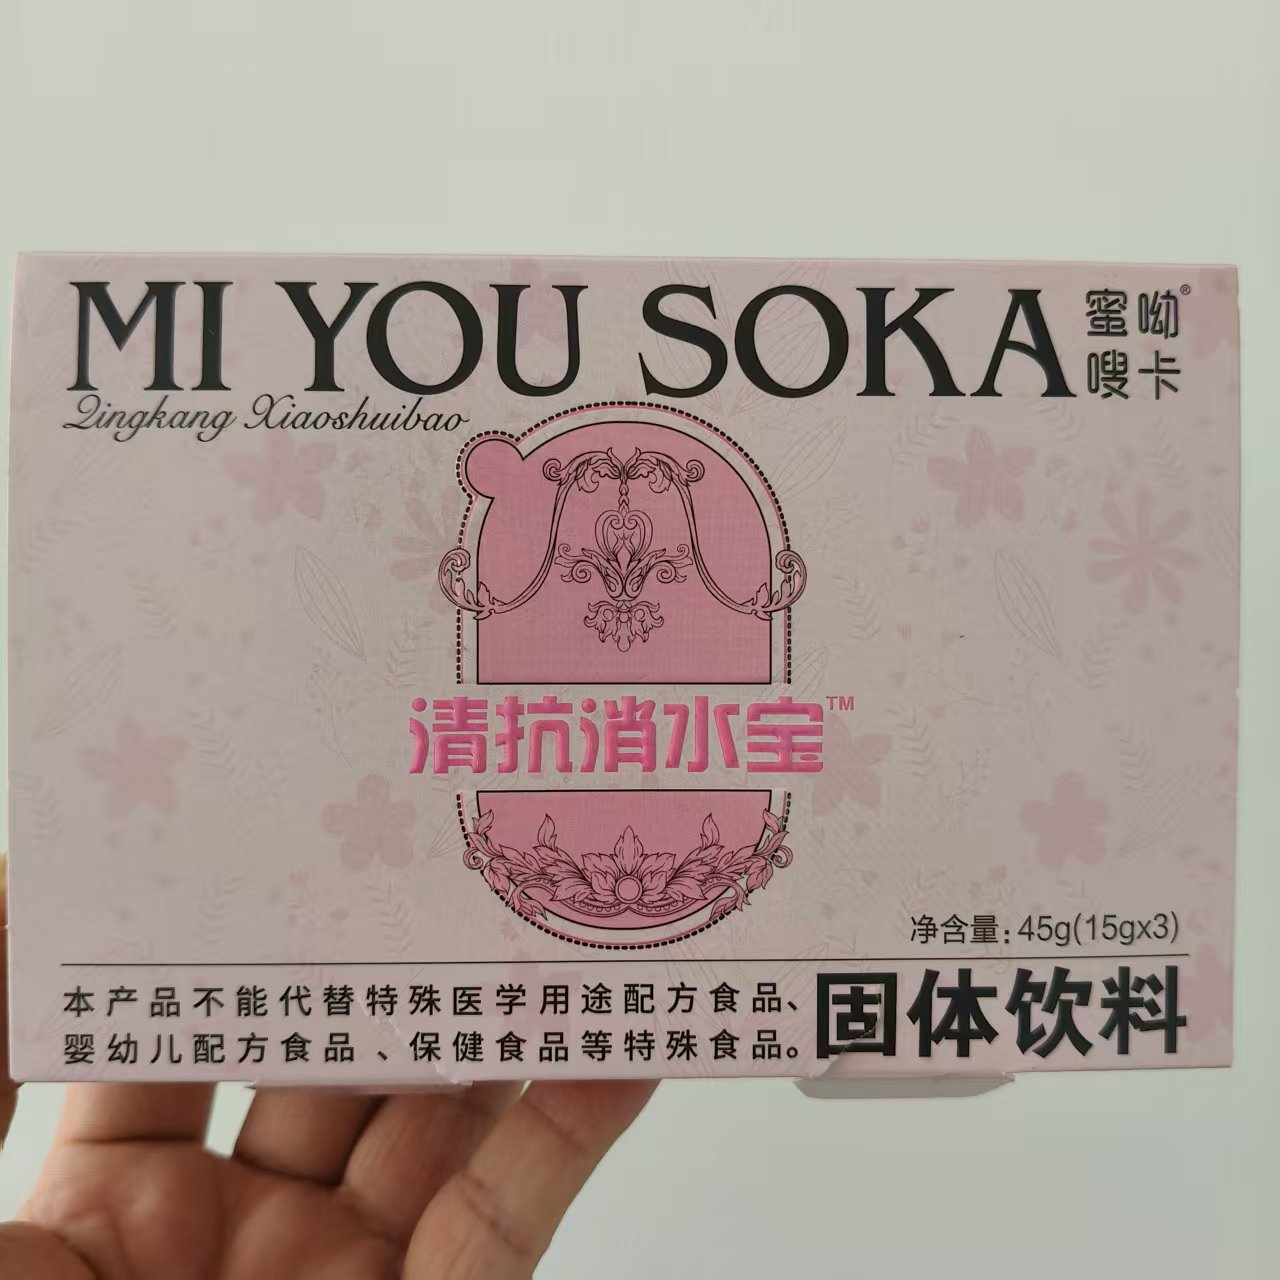 MI YOU SOKA
蜜呦®
嗖卡
Qingkang Xiaoshuibao
清抗消水宝™
净含量:45g(15gx3)
本产品不能代替特殊医学用途配方食品、
婴幼儿配方食品、保健食品等特殊食品。
固体饮料